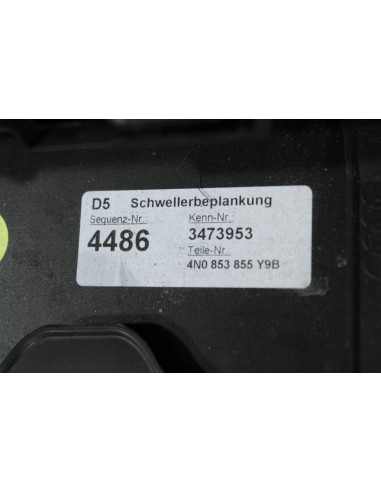 D5 Schwellerbeplankung
Sequenz-Nr.: Kenn-Nr.:
4486 3473953
Teile-Nr.:
4N0 853 855 Y9B